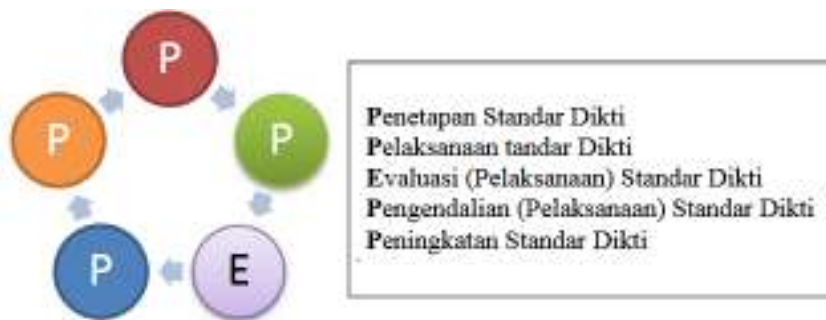 P
P
E
P
P
Penetapan Standar Dikti
Pelaksanaan tandar Dikti
Evaluasi (Pelaksanaan) Standar Dikti
Pengendalian (Pelaksanaan) Standar Dikti
Peningkatan Standar Dikti